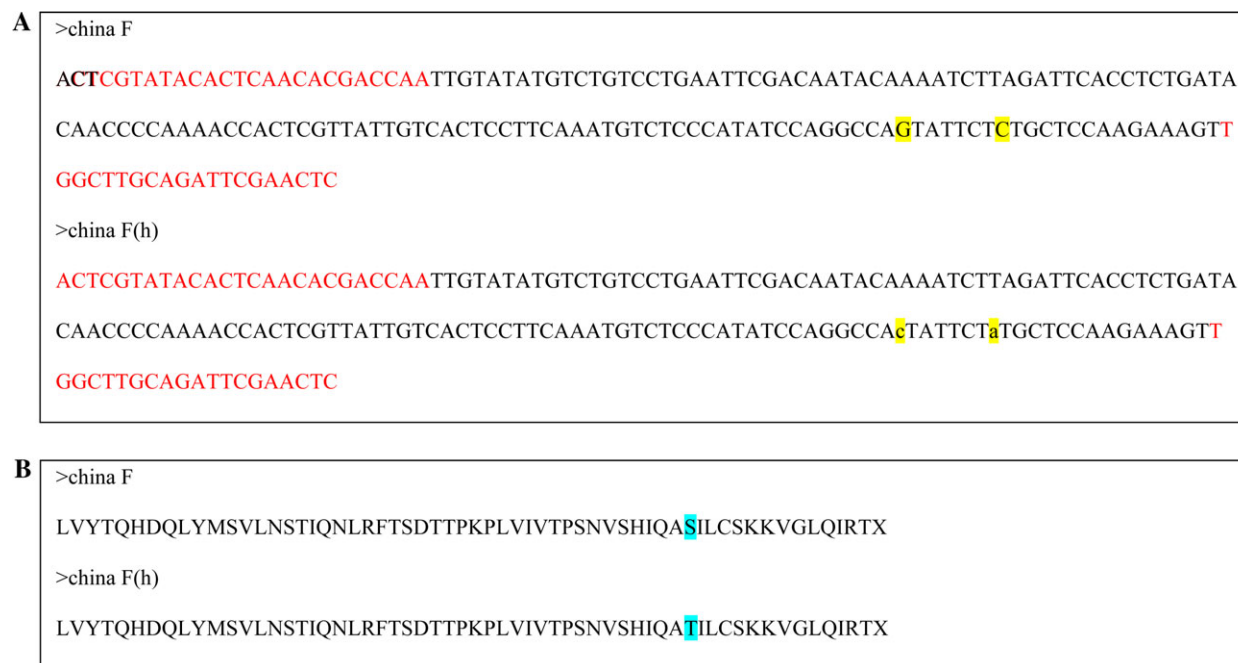 A
>china F
ACTCGTATACACTCAACACGACCAATTGTATATGTCTGTCCTGAATTCGACAATACAAAATCTTAGATTCACCTCTGATA
CAACCCCAAAACCACTCGTTATTGTCACTCCTTCAAATGTCTCCCATATCCAGGCCAGTATTCTCTGCTCCAAGAAAGTT
GGCTTGCAGATTCGAACTC
>china F(h)
ACTCGTATACACTCAACACGACCAATTGTATATGTCTGTCCTGAATTCGACAATACAAAATCTTAGATTCACCTCTGATA
CAACCCCAAAACCACTCGTTATTGTCACTCCTTCAAATGTCTCCCATATCCAGGCCAcTATTCTaTGCTCCAAGAAAGTT
GGCTTGCAGATTCGAACTC
B
>china F
LVYTQHDQLYMSVLNSTIQNLRFTSDTTPKPLVIVTPSNVSHIQASILCSKKVGLQIRTX
>china F(h)
LVYTQHDQLYMSVLNSTIQNLRFTSDTTPKPLVIVTPSNVSHIQATILCSKKVGLQIRTX